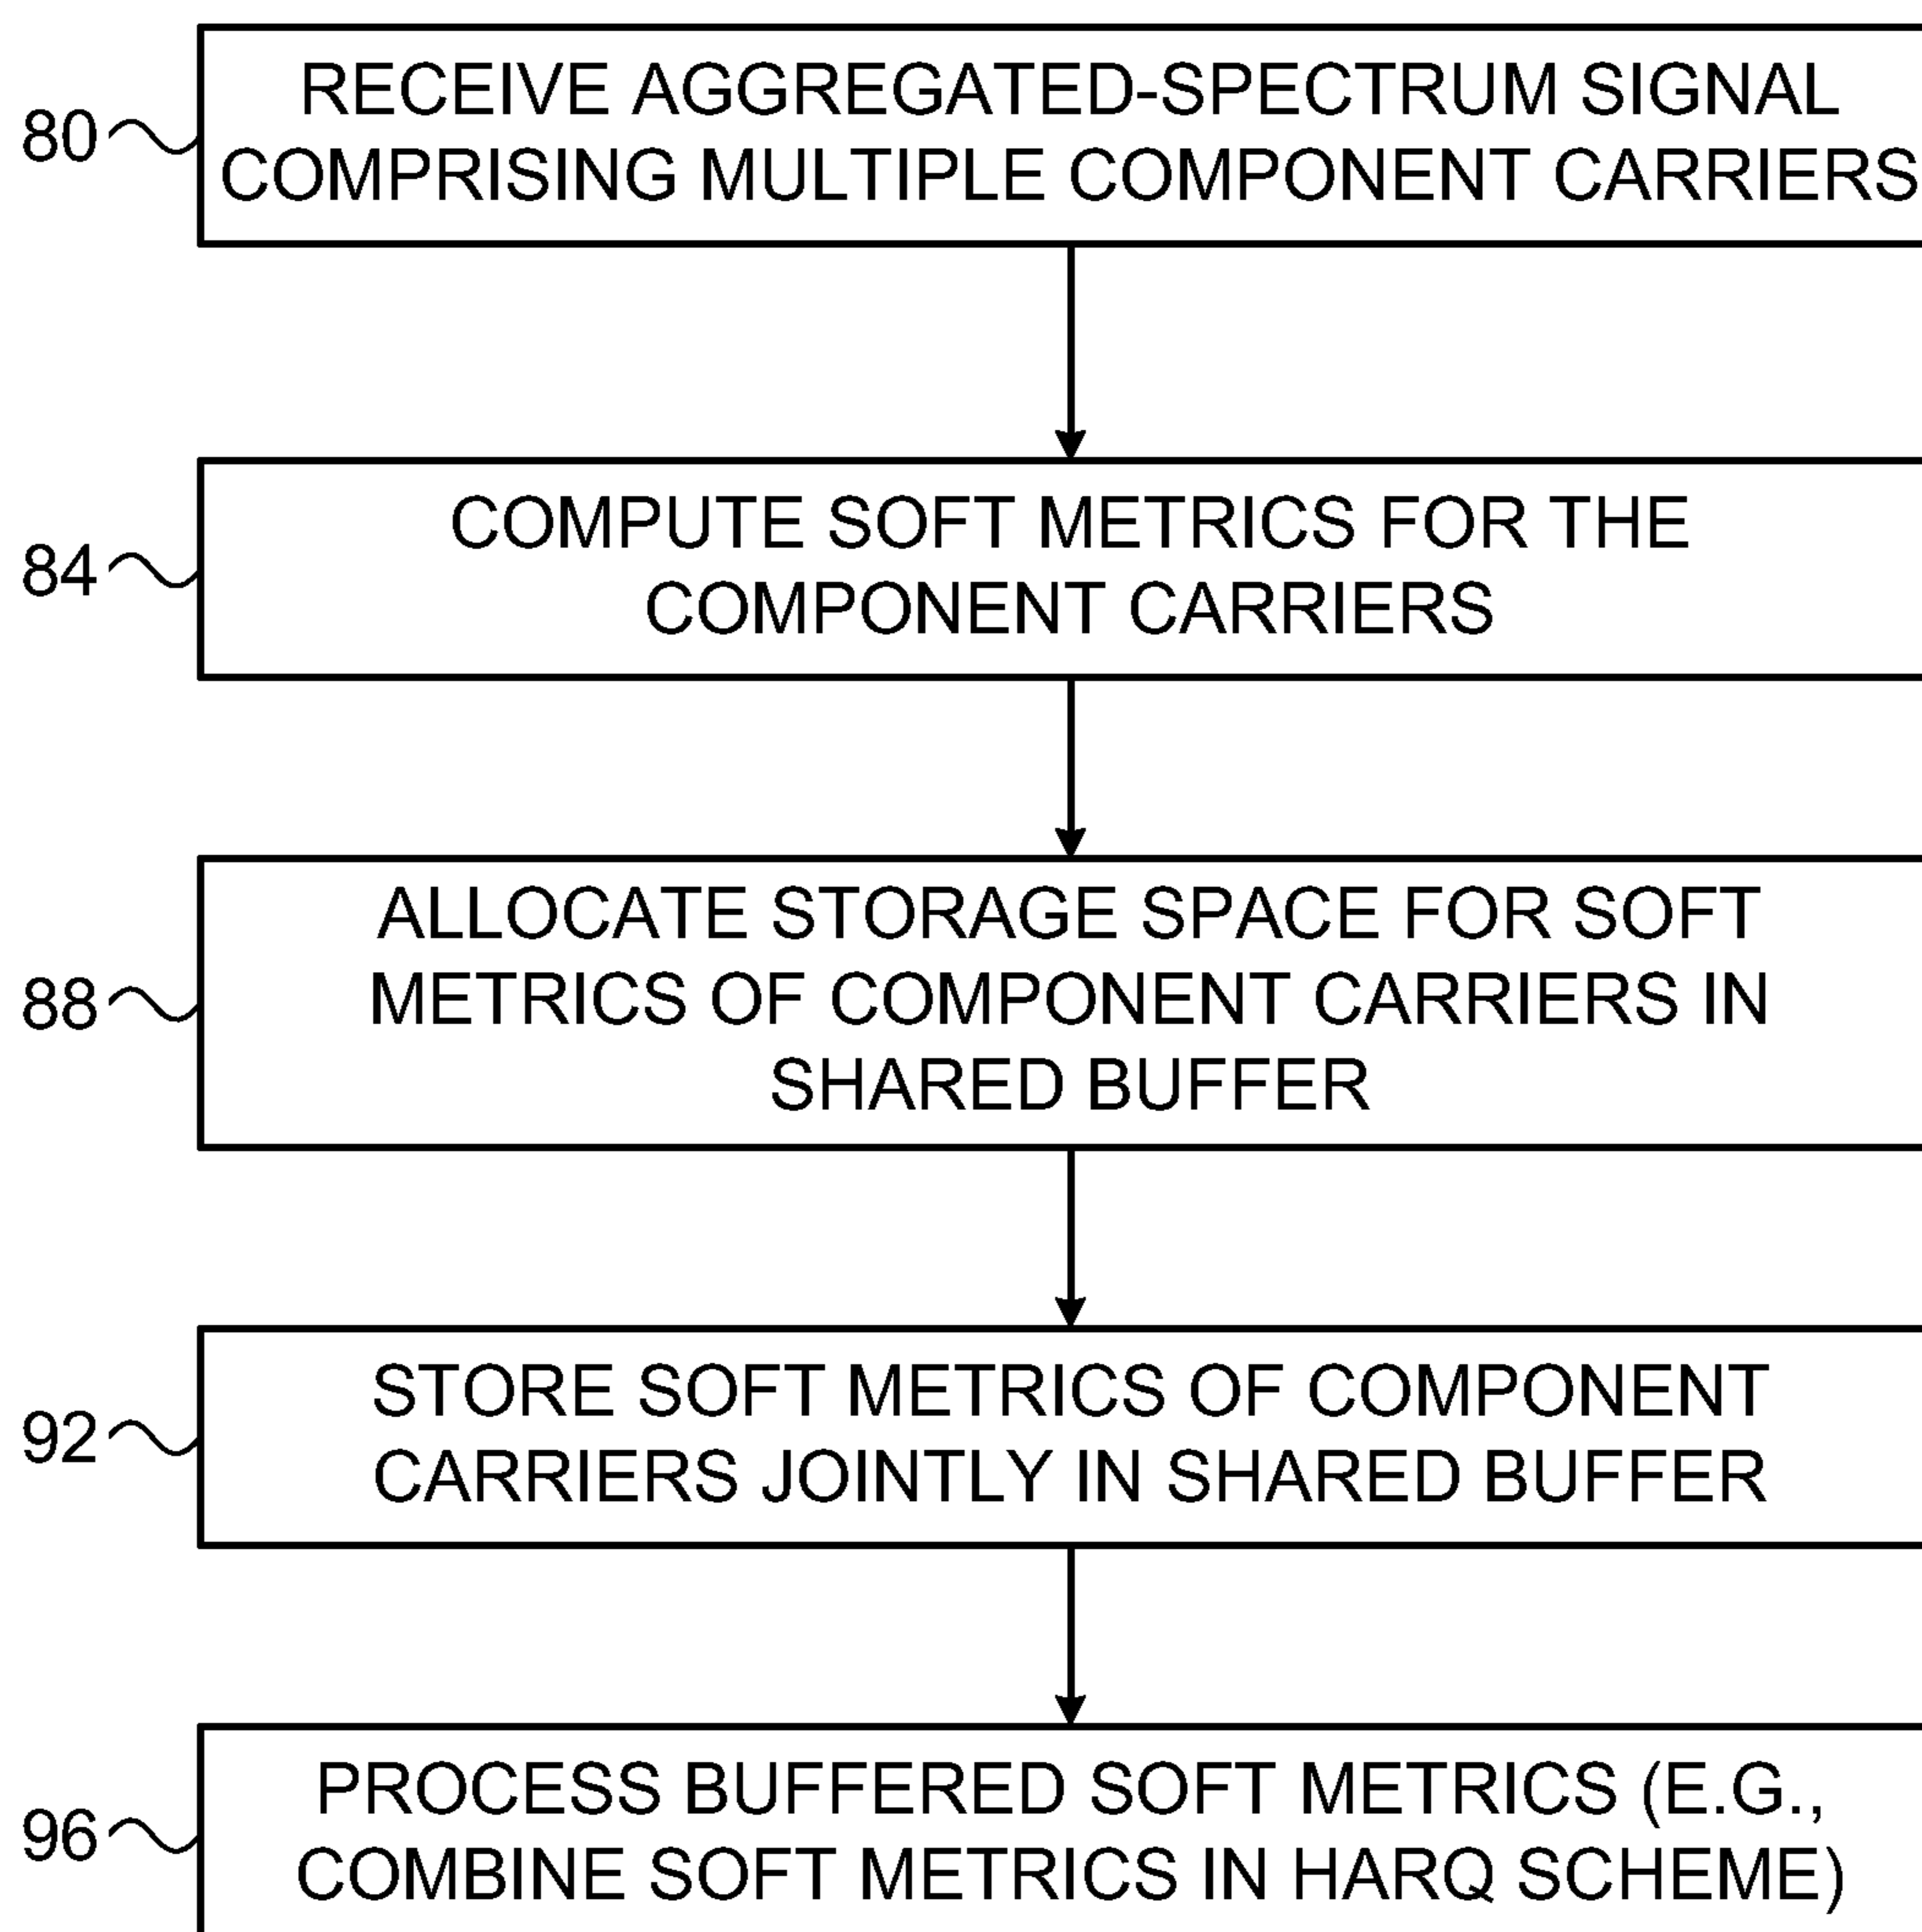 80
RECEIVE AGGREGATED-SPECTRUM SIGNAL
COMPRISING MULTIPLE COMPONENT CARRIERS
84
COMPUTE SOFT METRICS FOR THE
COMPONENT CARRIERS
88
ALLOCATE STORAGE SPACE FOR SOFT
METRICS OF COMPONENT CARRIERS IN
SHARED BUFFER
92
STORE SOFT METRICS OF COMPONENT
CARRIERS JOINTLY IN SHARED BUFFER
96
PROCESS BUFFERED SOFT METRICS (E.G.,
COMBINE SOFT METRICS IN HARQ SCHEME)